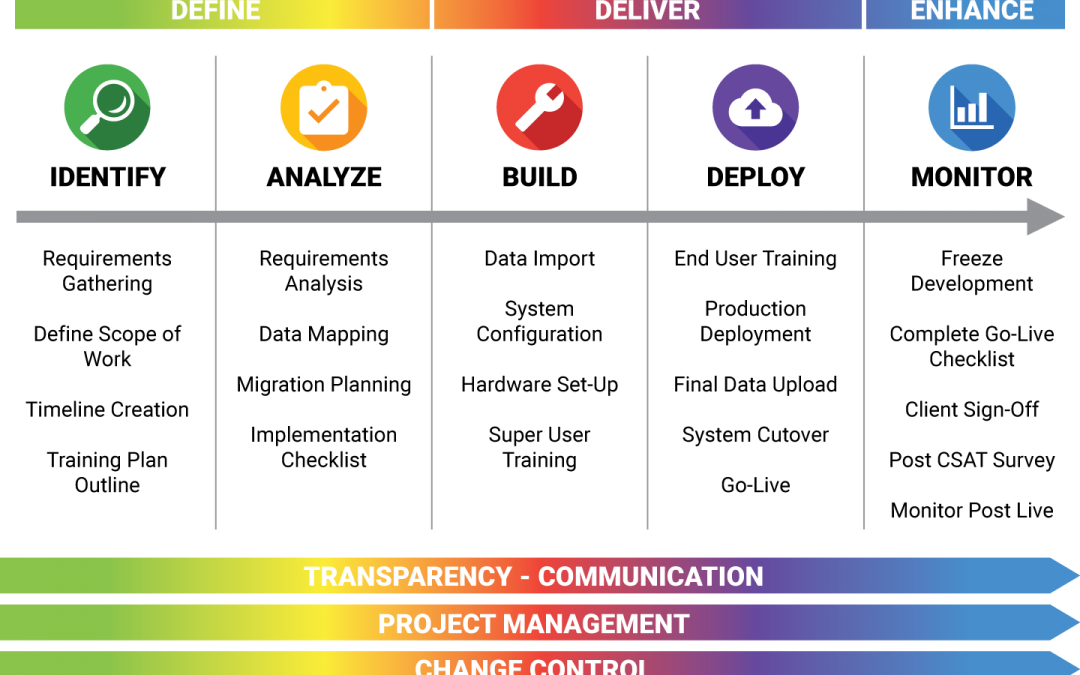 DEFINE
DELIVER
ENHANCE
IDENTIFY
ANALYZE
BUILD
DEPLOY
MONITOR
Requirements
Gathering
Define Scope of
Work
Timeline Creation
Training Plan
Outline
Requirements
Analysis
Data Mapping
Migration Planning
Implementation
Checklist
Data Import
System
Configuration
Hardware Set-Up
Super User
Training
End User Training
Production
Deployment
Final Data Upload
System Cutover
Go-Live
Freeze
Development
Complete Go-Live
Checklist
Client Sign-Off
Post CSAT Survey
Monitor Post Live
TRANSPARENCY - COMMUNICATION
PROJECT MANAGEMENT
CHANGE CONTROL